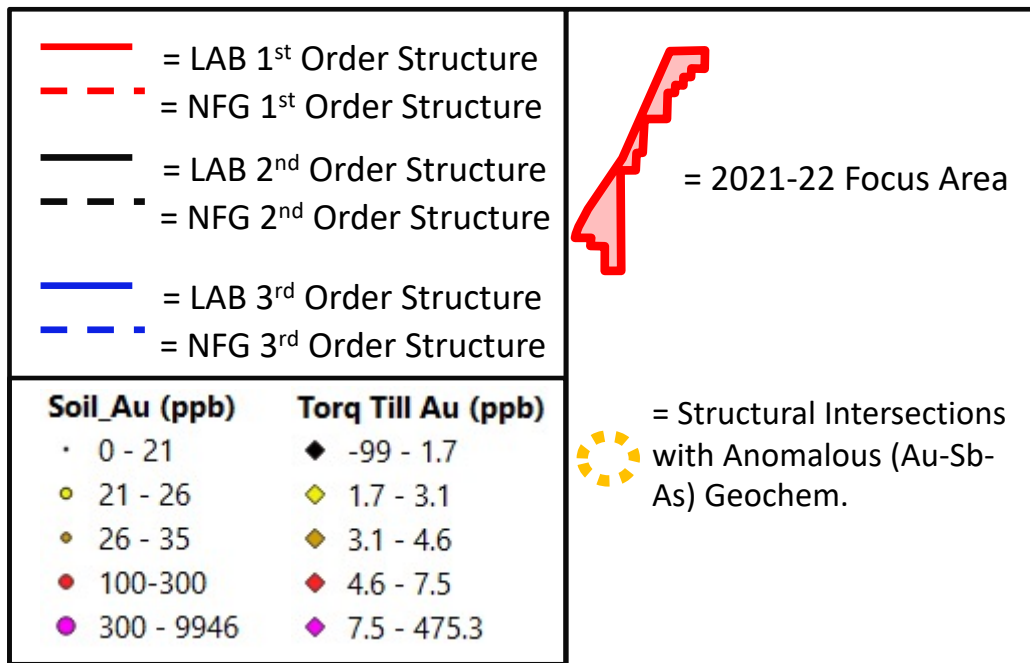 = LAB 1st Order Structure
= NFG 1st Order Structure
= LAB 2nd Order Structure
= NFG 2nd Order Structure
= LAB 3rd Order Structure
= NFG 3rd Order Structure
Soil_Au (ppb)
0 - 21
21 - 26
26 - 35
100-300
300 - 9946
Torq Till Au (ppb)
-99 - 1.7
1.7 - 3.1
3.1 - 4.6
4.6 - 7.5
7.5 - 475.3
= 2021-22 Focus Area
= Structural Intersections
with Anomalous (Au-Sb-
As) Geochem.